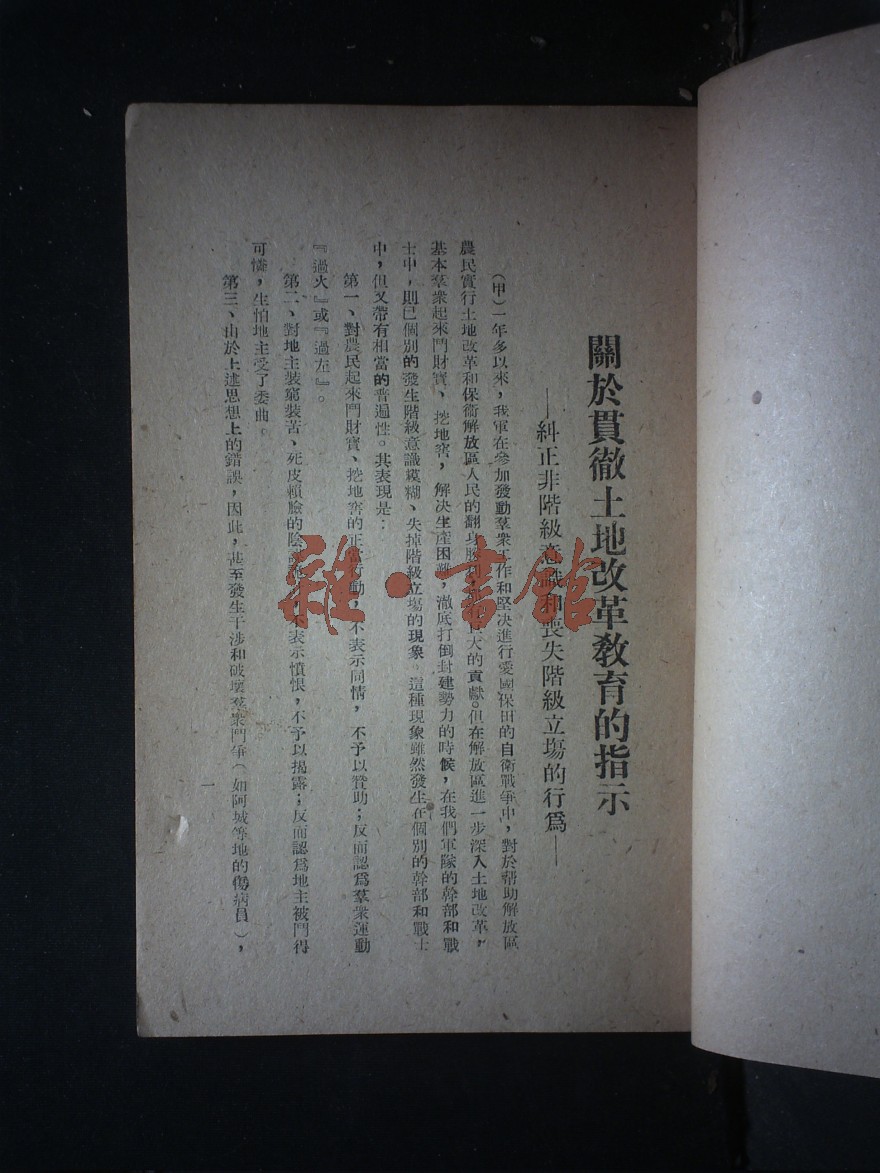 關於貫徹土地改革教育的指示
——糾正非階級意識和喪失階級立場的行爲——
(甲)一年多以來，我軍在參加發動羣衆工作和堅决進行愛國保田的自衛戰爭中，對於帮助解放區
農民實行土地改革和保衛解放區人民的翻身勝利，大的貢獻。但在解放區進一步深入土地改革，
基本羣衆起來鬥財寶、挖地窖，解决生産困難，澈底打倒封建勢力的時候，在我們軍隊的幹部和戰
士中，則已個別的發生階級意識糢糊、失掉階級立場的現象。這種現象雖然發生在個別的幹部和戰士
中，但又帶有相當的普遍性。其表現是：
第一、對農民起來鬥財寶、挖地窖的正當行動，不表示同情，不予以贊助；反而認爲羣衆運動
『過火』或『過左』。
第二、對地主裝窮裝苦、死皮賴臉的陰，不表示憤恨，不予以揭露；反而認爲地主被鬥得
可憐，生怕地主受了委曲。
第三、由於上述思想上的錯誤，因此，甚至發生干涉和破壞羣衆鬥爭(如阿城等地的傷病員)，
一
雜·書館